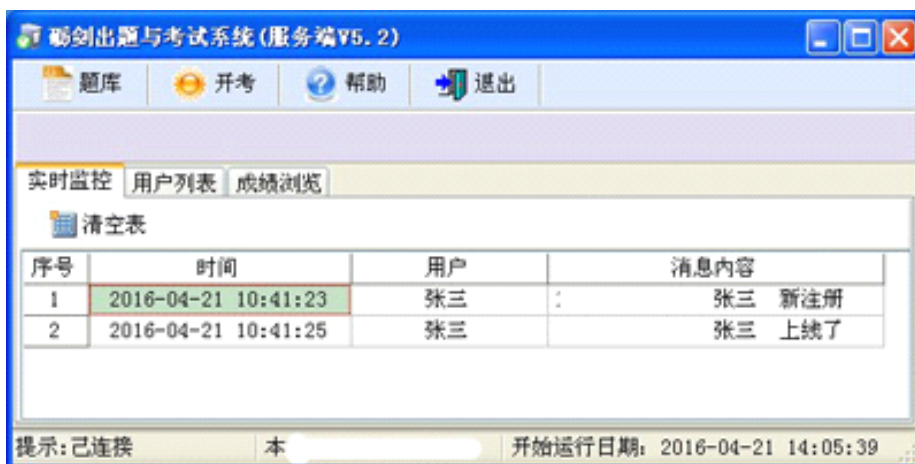 砺剑出题与考试系统(服务端V5.2)
题库 开考 帮助 退出
实时监控 用户列表 成绩浏览
清空表
序号 时间 用户 消息内容
1 2016-04-21 10:41:23 张三 张三 新注册
2 2016-04-21 10:41:25 张三 张三 上线了
提示:已连接 本 开始运行日期: 2016-04-21 14:05:39